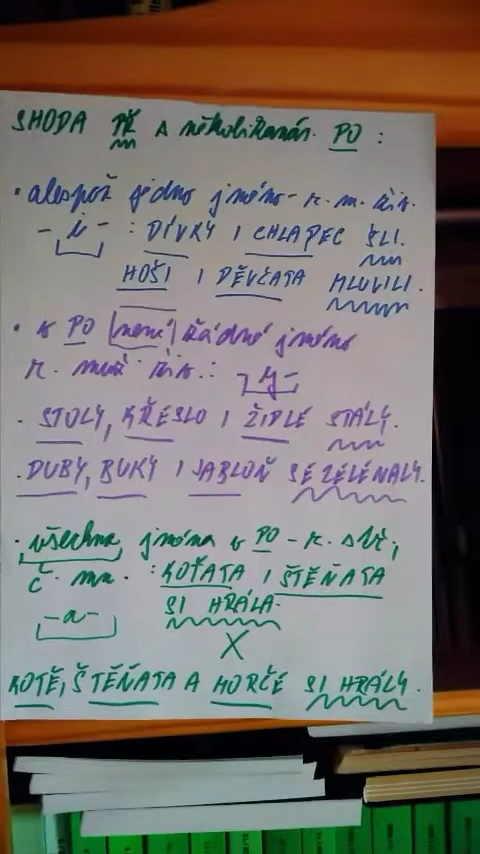 SHODA PŘ A několikanás. PO :
• alespoň jedno jméno - r. m. živ.
- i - : DÍVKY I CHLAPEC ŠLI.
HOŠI I DĚVČATA MLUVILI.
• v PO není žádné jméno
r. muž. živ.: -y-
. STOLY, KŘESLO I ŽIDLE STÁLY.
. DUBY, BUKY I JABLOŇ SE ZELENALY.
• všechna jména v PO - r. stř.,
č. mn. : KOŤATA I ŠTĚŇATA
-a- SI HRÁLA.
X
KOTĚ, ŠTĚŇATA A MORČE SI HRÁLY.